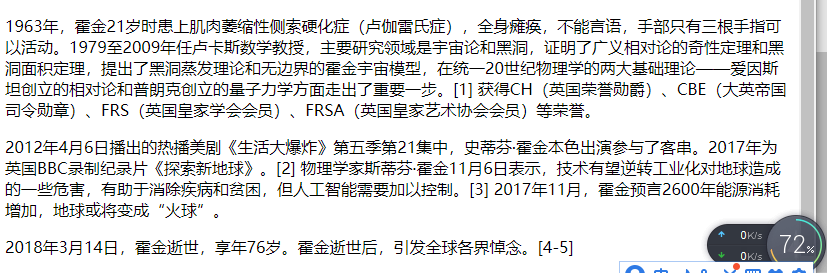 1963年，霍金21岁时患上肌肉萎缩性侧索硬化症（卢伽雷氏症），全身瘫痪，不能言语，手部只有三根手指可
以活动。1979至2009年任卢卡斯数学教授，主要研究领域是宇宙论和黑洞，证明了广义相对论的奇性定理和黑
洞面积定理，提出了黑洞蒸发理论和无边界的霍金宇宙模型，在统一20世纪物理学的两大基础理论——爱因斯
坦创立的相对论和普朗克创立的量子力学方面走出了重要一步。[1] 获得CH（英国荣誉勋爵）、CBE（大英帝国
司令勋章）、FRS（英国皇家学会会员）、FRSA（英国皇家艺术协会会员）等荣誉。
2012年4月6日播出的热播美剧《生活大爆炸》第五季第21集中，史蒂芬·霍金本色出演参与了客串。2017年为
英国BBC录制纪录片《探索新地球》。[2] 物理学家斯蒂芬·霍金11月6日表示，技术有望逆转工业化对地球造成
的一些危害，有助于消除疾病和贫困，但人工智能需要加以控制。[3] 2017年11月，霍金预言2600年能源消耗
增加，地球或将变成“火球”。
2018年3月14日，霍金逝世，享年76岁。霍金逝世后，引发全球各界悼念。[4-5]
0K/s
0K/s
72%